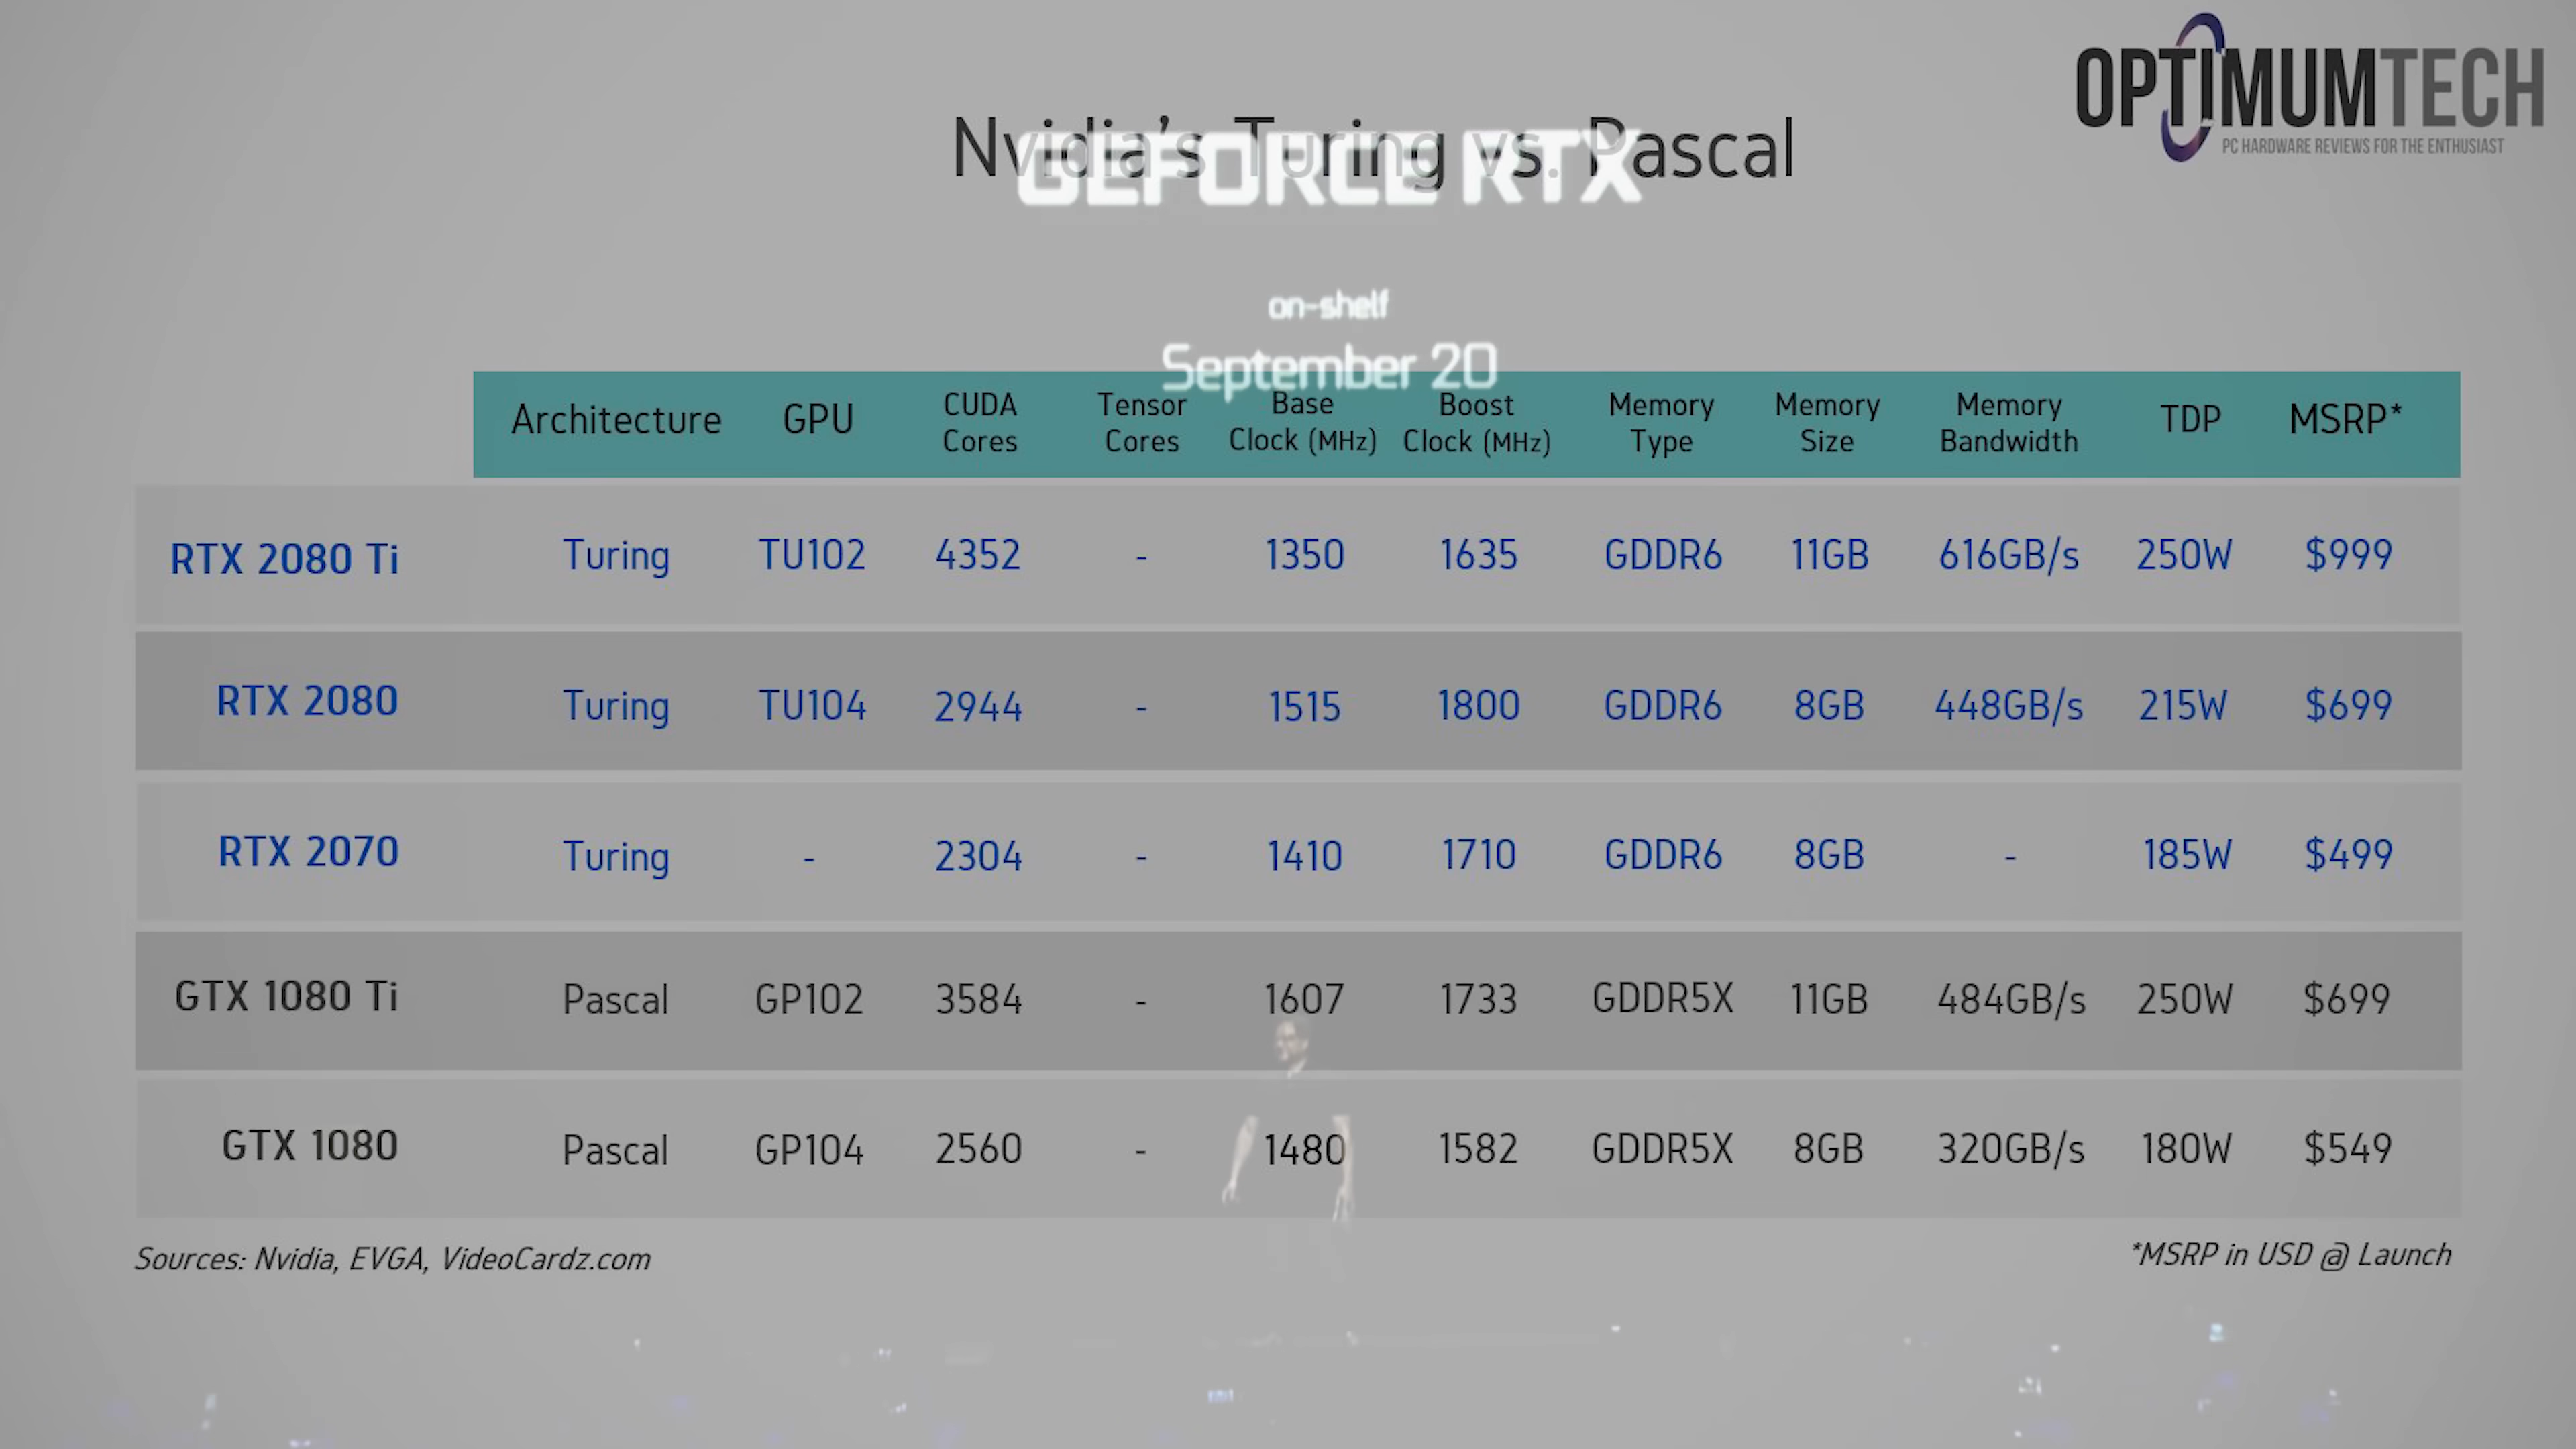 OPTIMUMTECH
PC HARDWARE REVIEWS FOR THE ENTHUSIAST
Nvidia's Turing vs. Pascal
GEFORCE RTX
on-shelf
September 20
Architecture GPU CUDA Cores Tensor Cores Base Clock (MHz) Boost Clock (MHz) Memory Type Memory Size Memory Bandwidth TDP MSRP*
RTX 2080 Ti Turing TU102 4352 - 1350 1635 GDDR6 11GB 616GB/s 250W $999
RTX 2080 Turing TU104 2944 - 1515 1800 GDDR6 8GB 448GB/s 215W $699
RTX 2070 Turing - 2304 - 1410 1710 GDDR6 8GB - 185W $499
GTX 1080 Ti Pascal GP102 3584 - 1607 1733 GDDR5X 11GB 484GB/s 250W $699
GTX 1080 Pascal GP104 2560 - 1480 1582 GDDR5X 8GB 320GB/s 180W $549
Sources: Nvidia, EVGA, VideoCardz.com
*MSRP in USD @ Launch